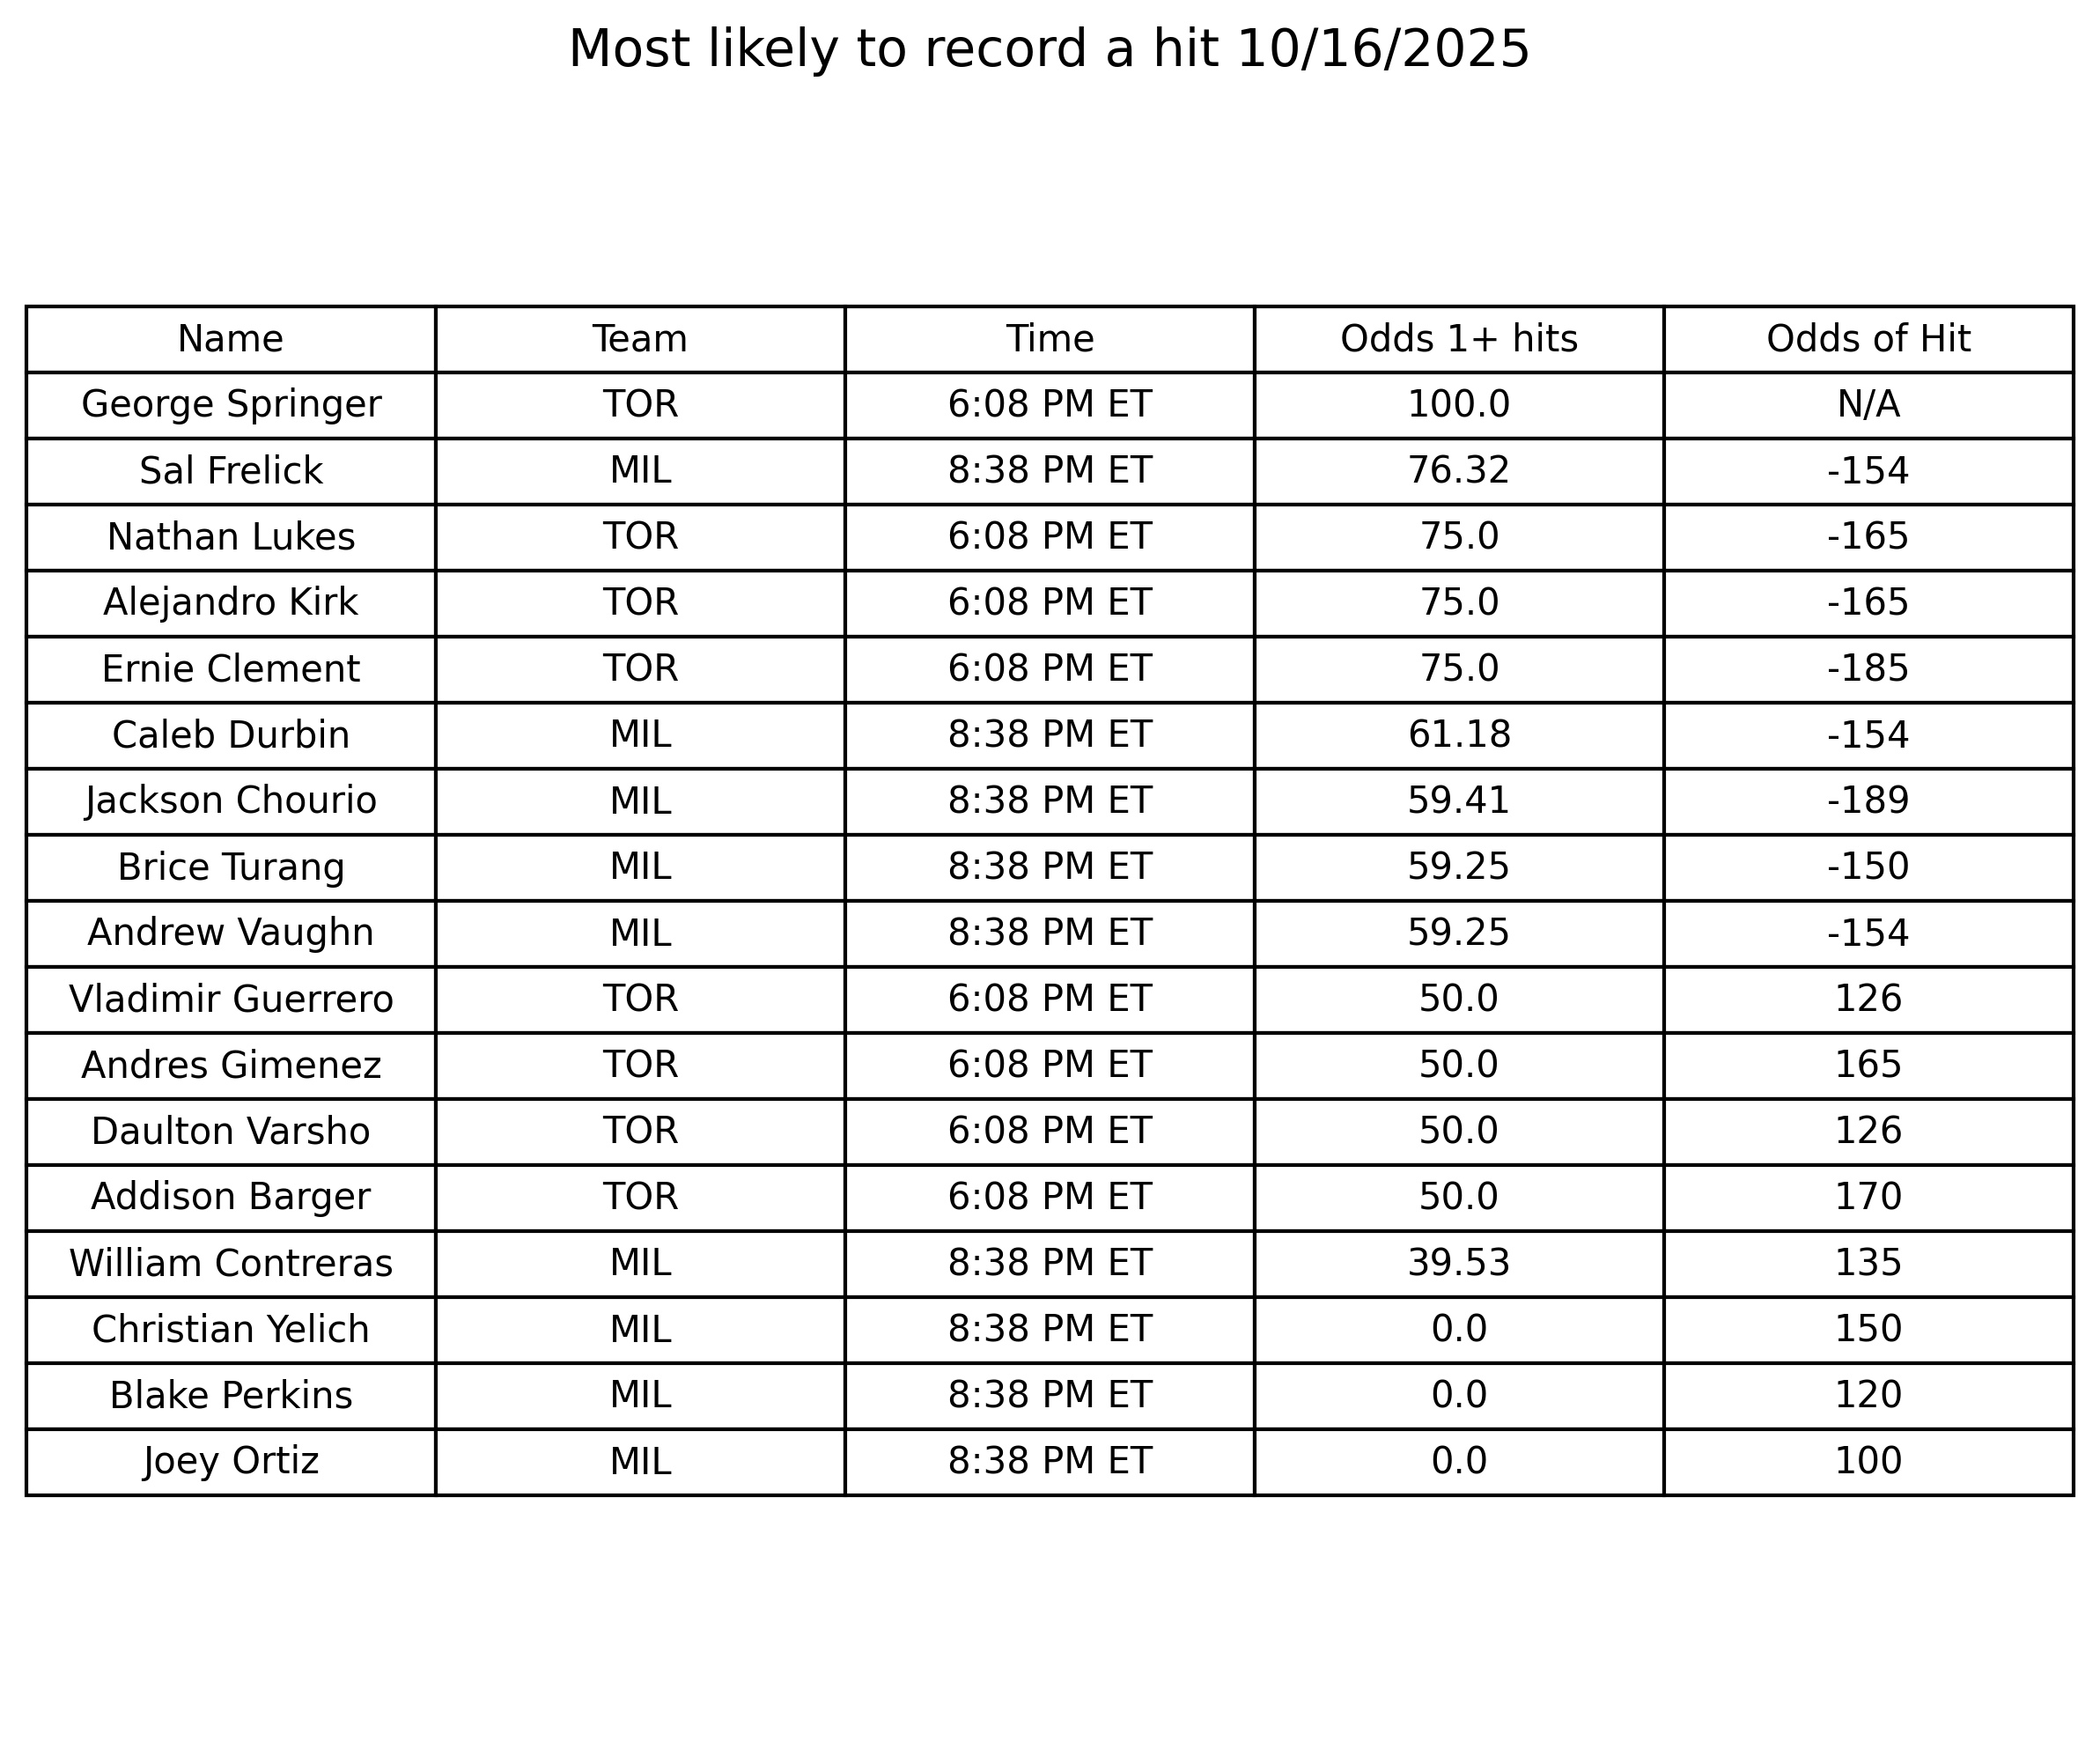 Most likely to record a hit 10/16/2025
Name Team Time Odds 1+ hits Odds of Hit
George Springer TOR 6:08 PM ET 100.0 N/A
Sal Frelick MIL 8:38 PM ET 76.32 -154
Nathan Lukes TOR 6:08 PM ET 75.0 -165
Alejandro Kirk TOR 6:08 PM ET 75.0 -165
Ernie Clement TOR 6:08 PM ET 75.0 -185
Caleb Durbin MIL 8:38 PM ET 61.18 -154
Jackson Chourio MIL 8:38 PM ET 59.41 -189
Brice Turang MIL 8:38 PM ET 59.25 -150
Andrew Vaughn MIL 8:38 PM ET 59.25 -154
Vladimir Guerrero TOR 6:08 PM ET 50.0 126
Andres Gimenez TOR 6:08 PM ET 50.0 165
Daulton Varsho TOR 6:08 PM ET 50.0 126
Addison Barger TOR 6:08 PM ET 50.0 170
William Contreras MIL 8:38 PM ET 39.53 135
Christian Yelich MIL 8:38 PM ET 0.0 150
Blake Perkins MIL 8:38 PM ET 0.0 120
Joey Ortiz MIL 8:38 PM ET 0.0 100